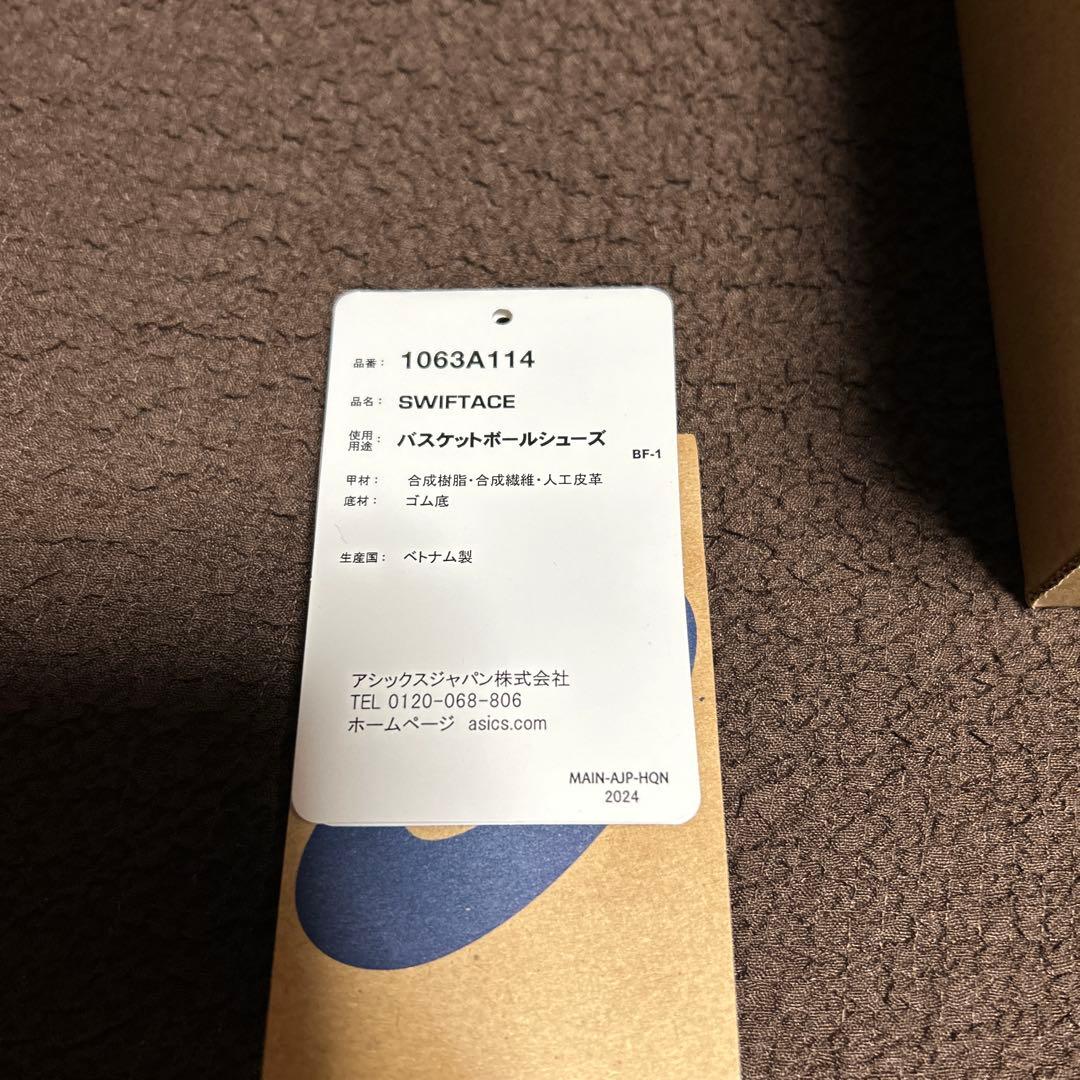 品番： 1063A114
品名： SWIFTACE
使用用途： バスケットボールシューズ
BF-1
甲材： 合成樹脂・合成繊維・人工皮革
底材： ゴム底
生産国： ベトナム製
アシックスジャパン株式会社
TEL 0120-068-806
ホームページ asics.com
MAIN-AJP-HQN
2024